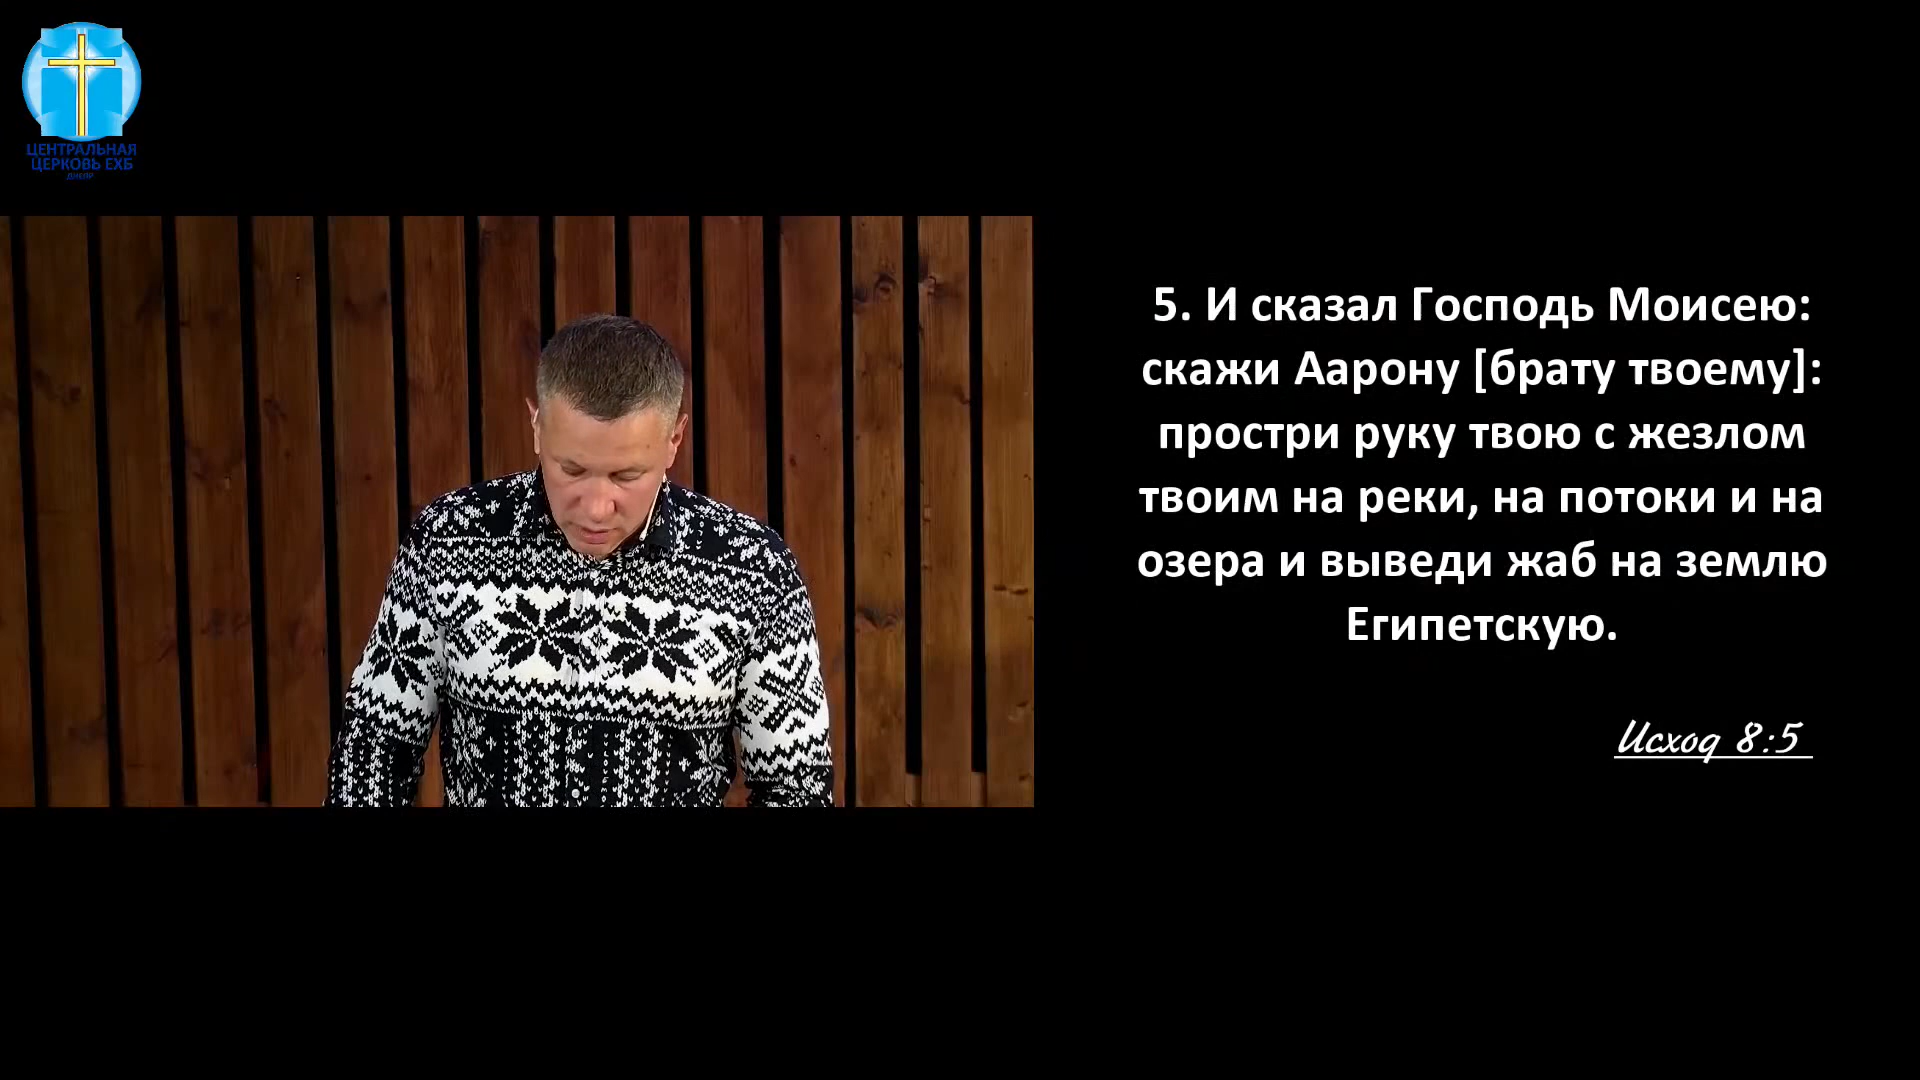 ЦЕНТРАЛЬНАЯ
ЦЕРКОВЬ ЕХБ
ДНЕПР
5. И сказал Господь Моисею:
скажи Аарону [брату твоему]:
простри руку твою с жезлом
твоим на реки, на потоки и на
озера и выведи жаб на землю
Египетскую.
Исход 8:5